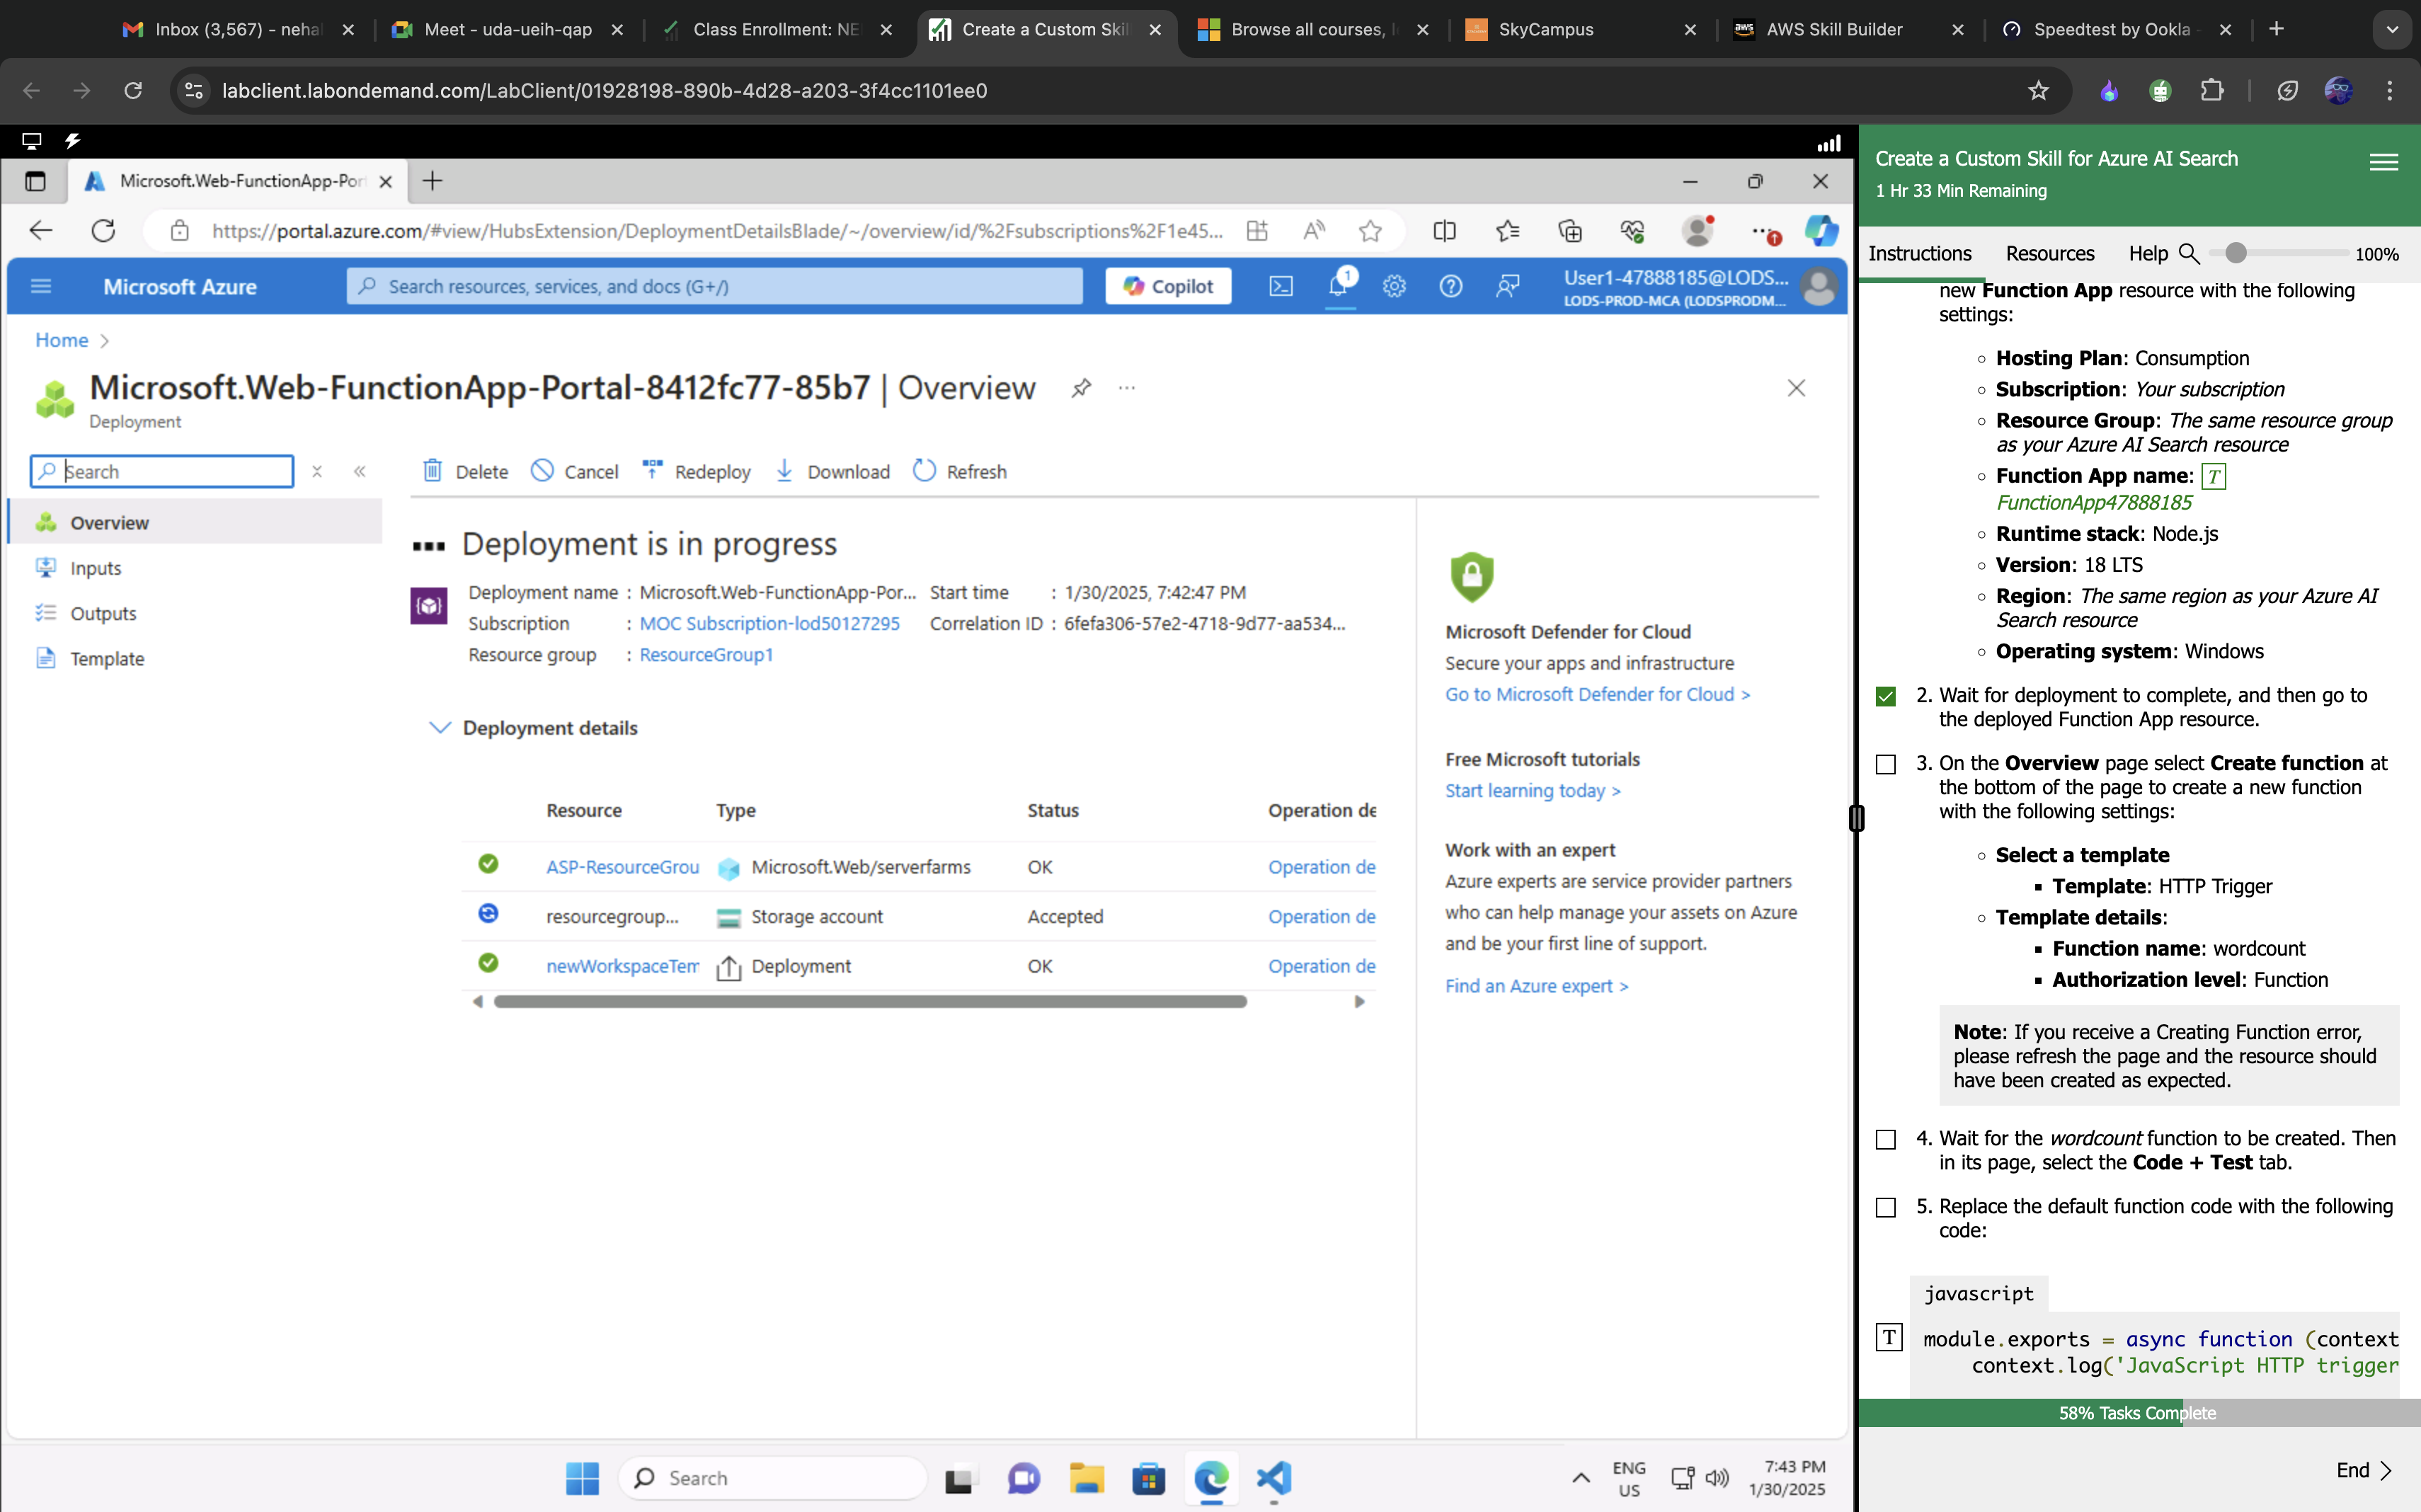 Inbox (3,567) - neha
Meet - uda-ueih-qap
Class Enrollment: NE
Create a Custom Skil
Browse all courses, l
SkyCampus
aws
AWS Skill Builder
Speedtest by Ookla -
labclient.labondemand.com/LabClient/01928198-890b-4d28-a203-3f4cc1101ee0
Microsoft.Web-FunctionApp-Por
https://portal.azure.com/#view/HubsExtension/DeploymentDetailsBlade/~/overview/id/%2Fsubscriptions%2F1e45...
Microsoft Azure
Search resources, services, and docs (G+/)
Copilot
1
User1-47888185@LODS...
LODS-PROD-MCA (LODSPRODM...
Home >
Microsoft.Web-FunctionApp-Portal-8412fc77-85b7 | Overview
Deployment
Search
Overview
Inputs
Outputs
Template
Delete
Cancel
Redeploy
Download
Refresh
Deployment is in progress
Deployment name : Microsoft.Web-FunctionApp-Por...
Subscription : MOC Subscription-lod50127295
Resource group : ResourceGroup1
Start time : 1/30/2025, 7:42:47 PM
Correlation ID : 6fefa306-57e2-4718-9d77-aa534...
Deployment details
Resource Type Status Operation de
ASP-ResourceGrou Microsoft.Web/serverfarms OK Operation de
resourcegroup... Storage account Accepted Operation de
newWorkspaceTem Deployment OK Operation de
Microsoft Defender for Cloud
Secure your apps and infrastructure
Go to Microsoft Defender for Cloud >
Free Microsoft tutorials
Start learning today >
Work with an expert
Azure experts are service provider partners
who can help manage your assets on Azure
and be your first line of support.
Find an Azure expert >
Search
ENG
US
7:43 PM
1/30/2025
Create a Custom Skill for Azure AI Search
1 Hr 33 Min Remaining
Instructions
Resources
Help
100%
new Function App resource with the following
settings:
Hosting Plan: Consumption
Subscription: Your subscription
Resource Group: The same resource group
as your Azure AI Search resource
Function App name: T
FunctionApp47888185
Runtime stack: Node.js
Version: 18 LTS
Region: The same region as your Azure AI
Search resource
Operating system: Windows
2. Wait for deployment to complete, and then go to
the deployed Function App resource.
3. On the Overview page select Create function at
the bottom of the page to create a new function
with the following settings:
Select a template
Template: HTTP Trigger
Template details:
Function name: wordcount
Authorization level: Function
Note: If you receive a Creating Function error,
please refresh the page and the resource should
have been created as expected.
4. Wait for the wordcount function to be created. Then
in its page, select the Code + Test tab.
5. Replace the default function code with the following
code:
javascript
T
module.exports = async function (context
context.log('JavaScript HTTP trigger
58% Tasks Complete
End >